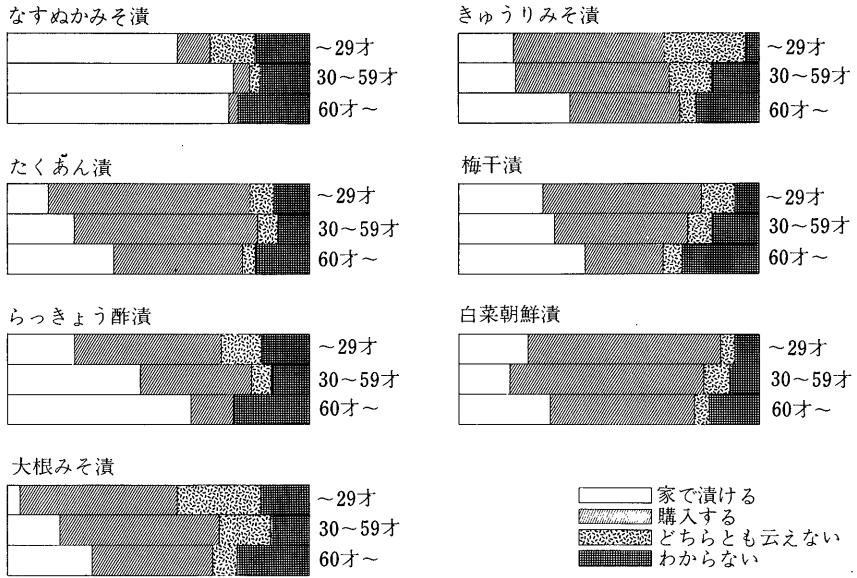 なすぬかみそ漬
～29才
30～59才
60才～
きゅうりみそ漬
～29才
30～59才
60才～
たくあん漬
～29才
30～59才
60才～
梅干漬
～29才
30～59才
60才～
らっきょう酢漬
～29才
30～59才
60才～
白菜朝鮮漬
～29才
30～59才
60才～
大根みそ漬
～29才
30～59才
60才～
家で漬ける
購入する
どちらとも云えない
わからない